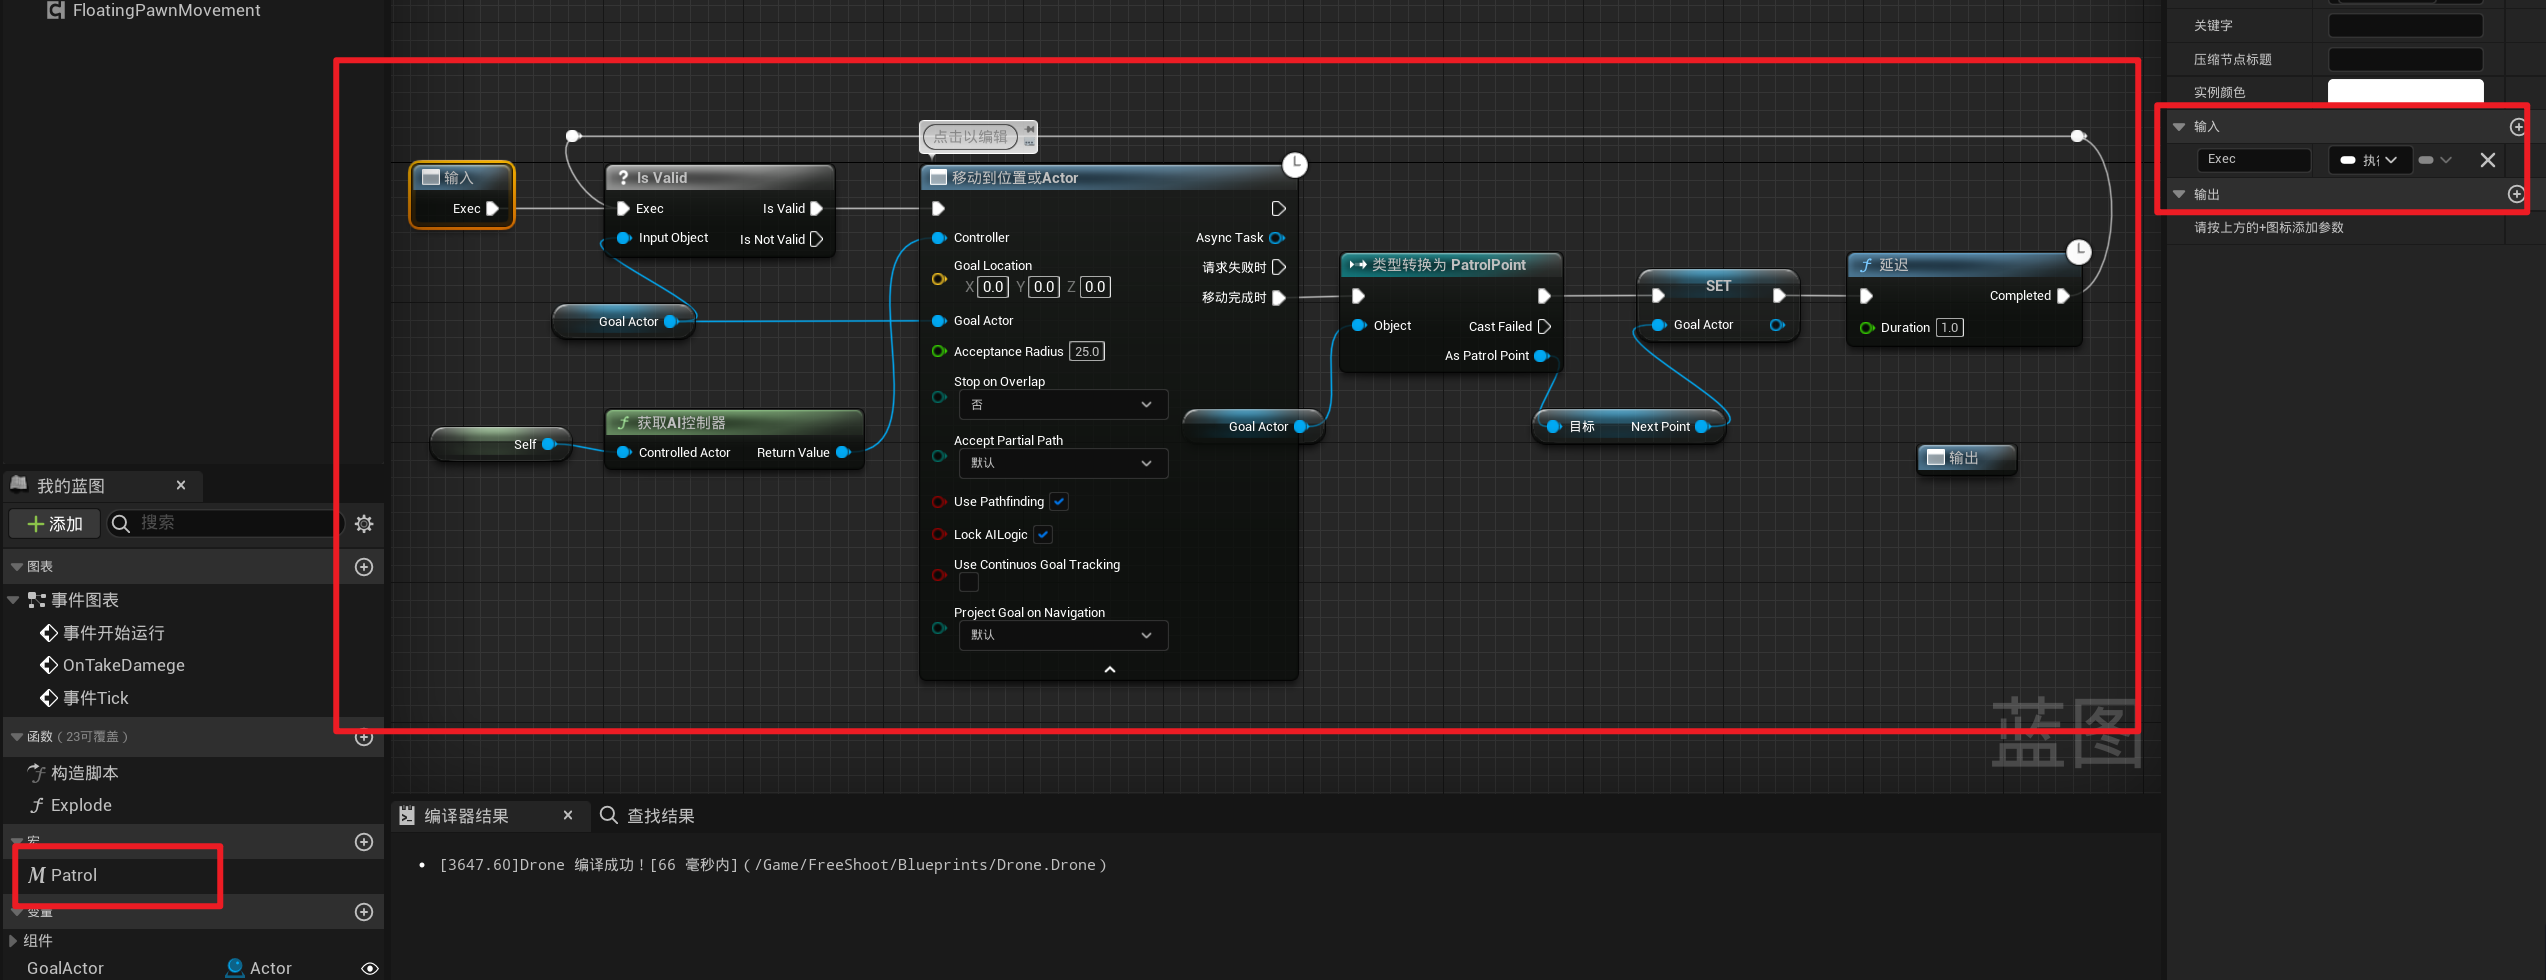 FloatingPawnMovement
我的蓝图
添加
搜索
图表
事件图表
事件开始运行
OnTakeDamege
事件Tick
函数（23可覆盖）
构造脚本
Explode
宏
Patrol
变量
组件
GoalActor
Actor
点击以编辑
输入
Exec
Is Valid
Exec
Is Valid
Input Object
Is Not Valid
Goal Actor
Self
获取AI控制器
Controlled Actor
Return Value
移动到位置或Actor
Controller
Async Task
Goal Location
请求失败时
X 0.0 Y 0.0 Z 0.0
移动完成时
Goal Actor
Acceptance Radius 25.0
Stop on Overlap
否
Accept Partial Path
默认
Use Pathfinding
Lock AILogic
Use Continuos Goal Tracking
Project Goal on Navigation
默认
Goal Actor
类型转换为 PatrolPoint
Object
Cast Failed
As Patrol Point
目标
Next Point
SET
Goal Actor
延迟
Completed
Duration 1.0
输出
蓝图
编译器结果
查找结果
[3647.60]Drone 编译成功！[66 毫秒内]（/Game/FreeShoot/Blueprints/Drone.Drone）
关键字
压缩节点标题
实例颜色
输入
Exec
输出
请按上方的+图标添加参数